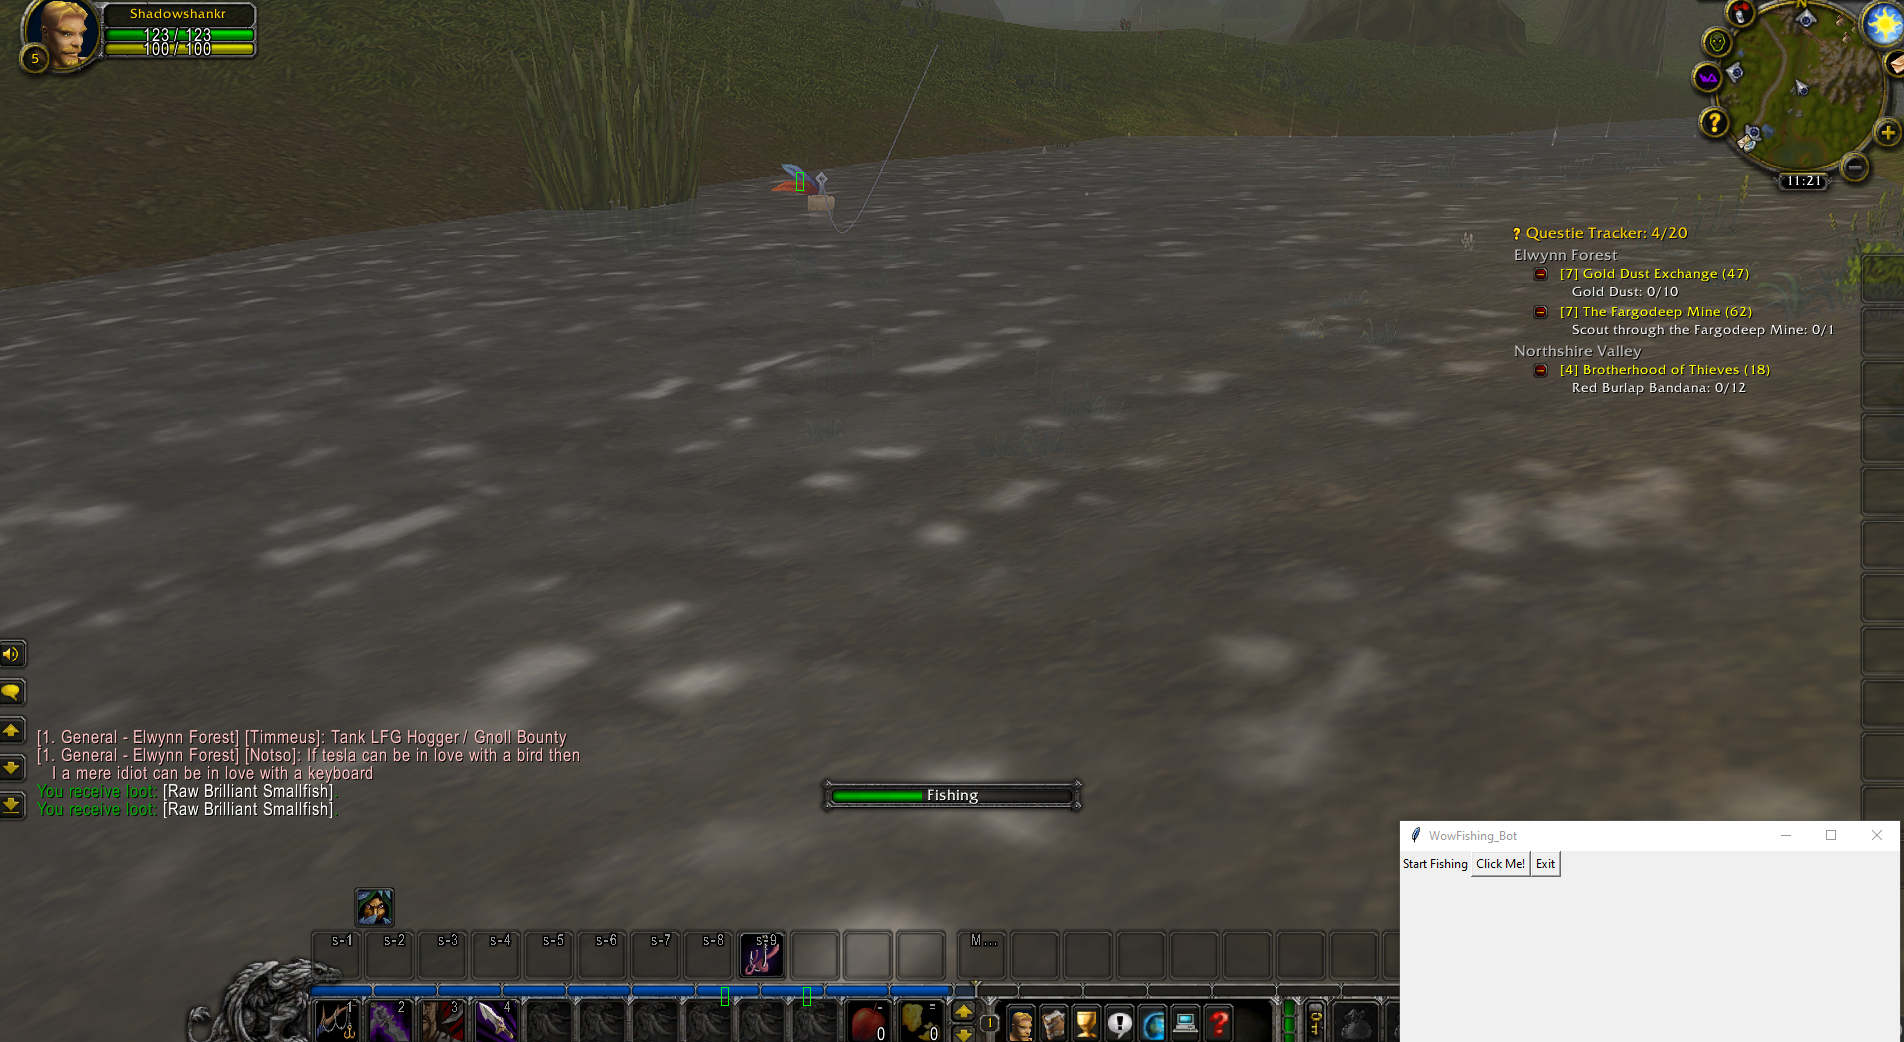 Shadowshankr
123 / 123
100 / 100
5
N
11:21
? Questie Tracker: 4/20
Elwynn Forest
[7] Gold Dust Exchange (47)
Gold Dust: 0/10
[7] The Fargodeep Mine (62)
Scout through the Fargodeep Mine: 0/1
Northshire Valley
[4] Brotherhood of Thieves (18)
Red Burlap Bandana: 0/12
[1. General - Elwynn Forest] [Timmeus]: Tank LFG Hogger / Gnoll Bounty
[1. General - Elwynn Forest] [Notso]: If tesla can be in love with a bird then
I a mere idiot can be in love with a keyboard
You receive loot: [Raw Brilliant Smallfish].
You receive loot: [Raw Brilliant Smallfish].
Fishing
WowFishing_Bot
Start Fishing Click Me! Exit
s-1 s-2 s-3 s-4 s-5 s-6 s-7 s-8 s-9 M...
1 2 3 4 - =
0 0 1